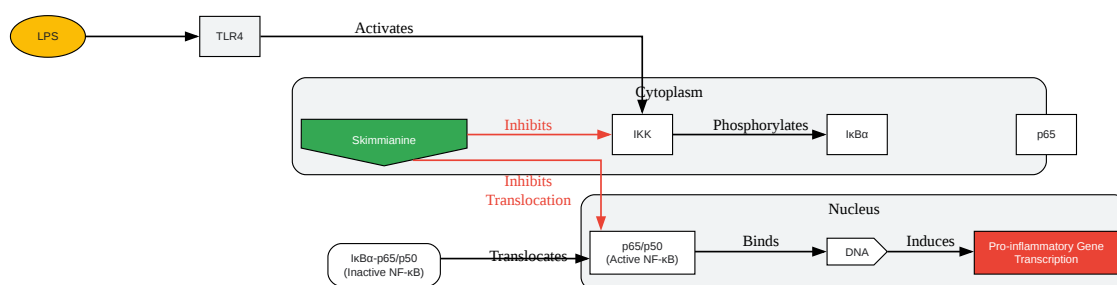 LPS
TLR4
Activates
Cytoplasm
Skimmianine
Inhibits
IKK
Phosphorylates
IκBα
p65
Inhibits
Translocation
Nucleus
IκBα-p65/p50
(Inactive NF-κB)
Translocates
p65/p50
(Active NF-κB)
Binds
DNA
Induces
Pro-inflammatory Gene
Transcription